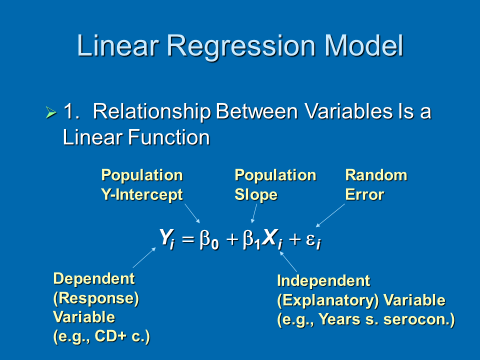 Linear Regression Model
1. Relationship Between Variables Is a
Linear Function
Population
Y-Intercept
Population
Slope
Random
Error
Yᵢ = β₀ + β₁Xᵢ + εᵢ
Dependent
(Response)
Variable
(e.g., CD+ c.)
Independent
(Explanatory) Variable
(e.g., Years s. serocon.)